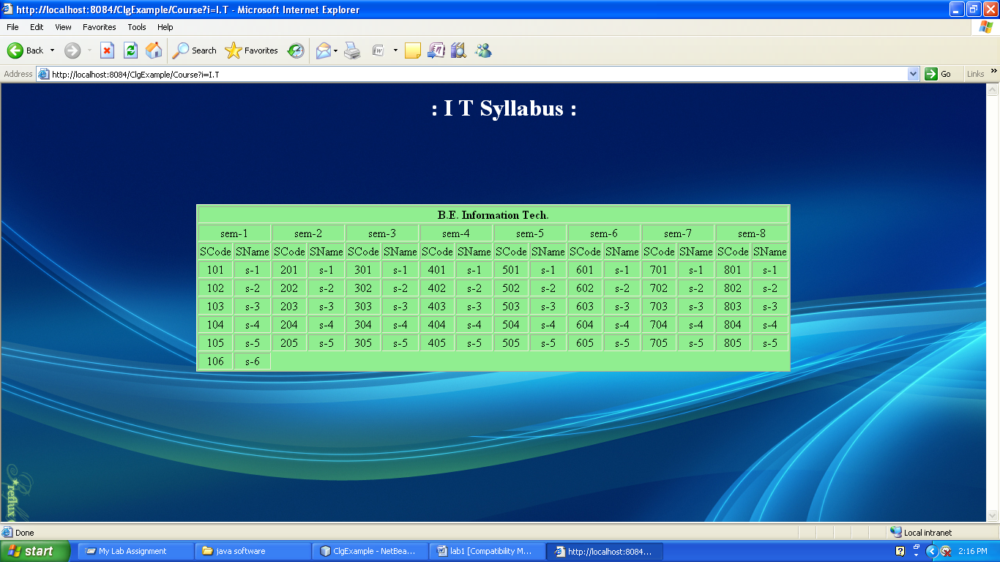 http://localhost:8084/ClgExample/Course?i=I.T - Microsoft Internet Explorer
File Edit View Favorites Tools Help
Back Search Favorites
Address http://localhost:8084/ClgExample/Course?i=I.T Go Links »
: I T Syllabus :
B.E. Information Tech.
sem-1 sem-2 sem-3 sem-4 sem-5 sem-6 sem-7 sem-8
SCode SName SCode SName SCode SName SCode SName SCode SName SCode SName SCode SName SCode SName
101 s-1 201 s-1 301 s-1 401 s-1 501 s-1 601 s-1 701 s-1 801 s-1
102 s-2 202 s-2 302 s-2 402 s-2 502 s-2 602 s-2 702 s-2 802 s-2
103 s-3 203 s-3 303 s-3 403 s-3 503 s-3 603 s-3 703 s-3 803 s-3
104 s-4 204 s-4 304 s-4 404 s-4 504 s-4 604 s-4 704 s-4 804 s-4
105 s-5 205 s-5 305 s-5 405 s-5 505 s-5 605 s-5 705 s-5 805 s-5
106 s-6
reflux
Done Local intranet
start My Lab Assignment java software ClgExample - NetBea... lab1 [Compatibility M... http://localhost:8084... 2:16 PM